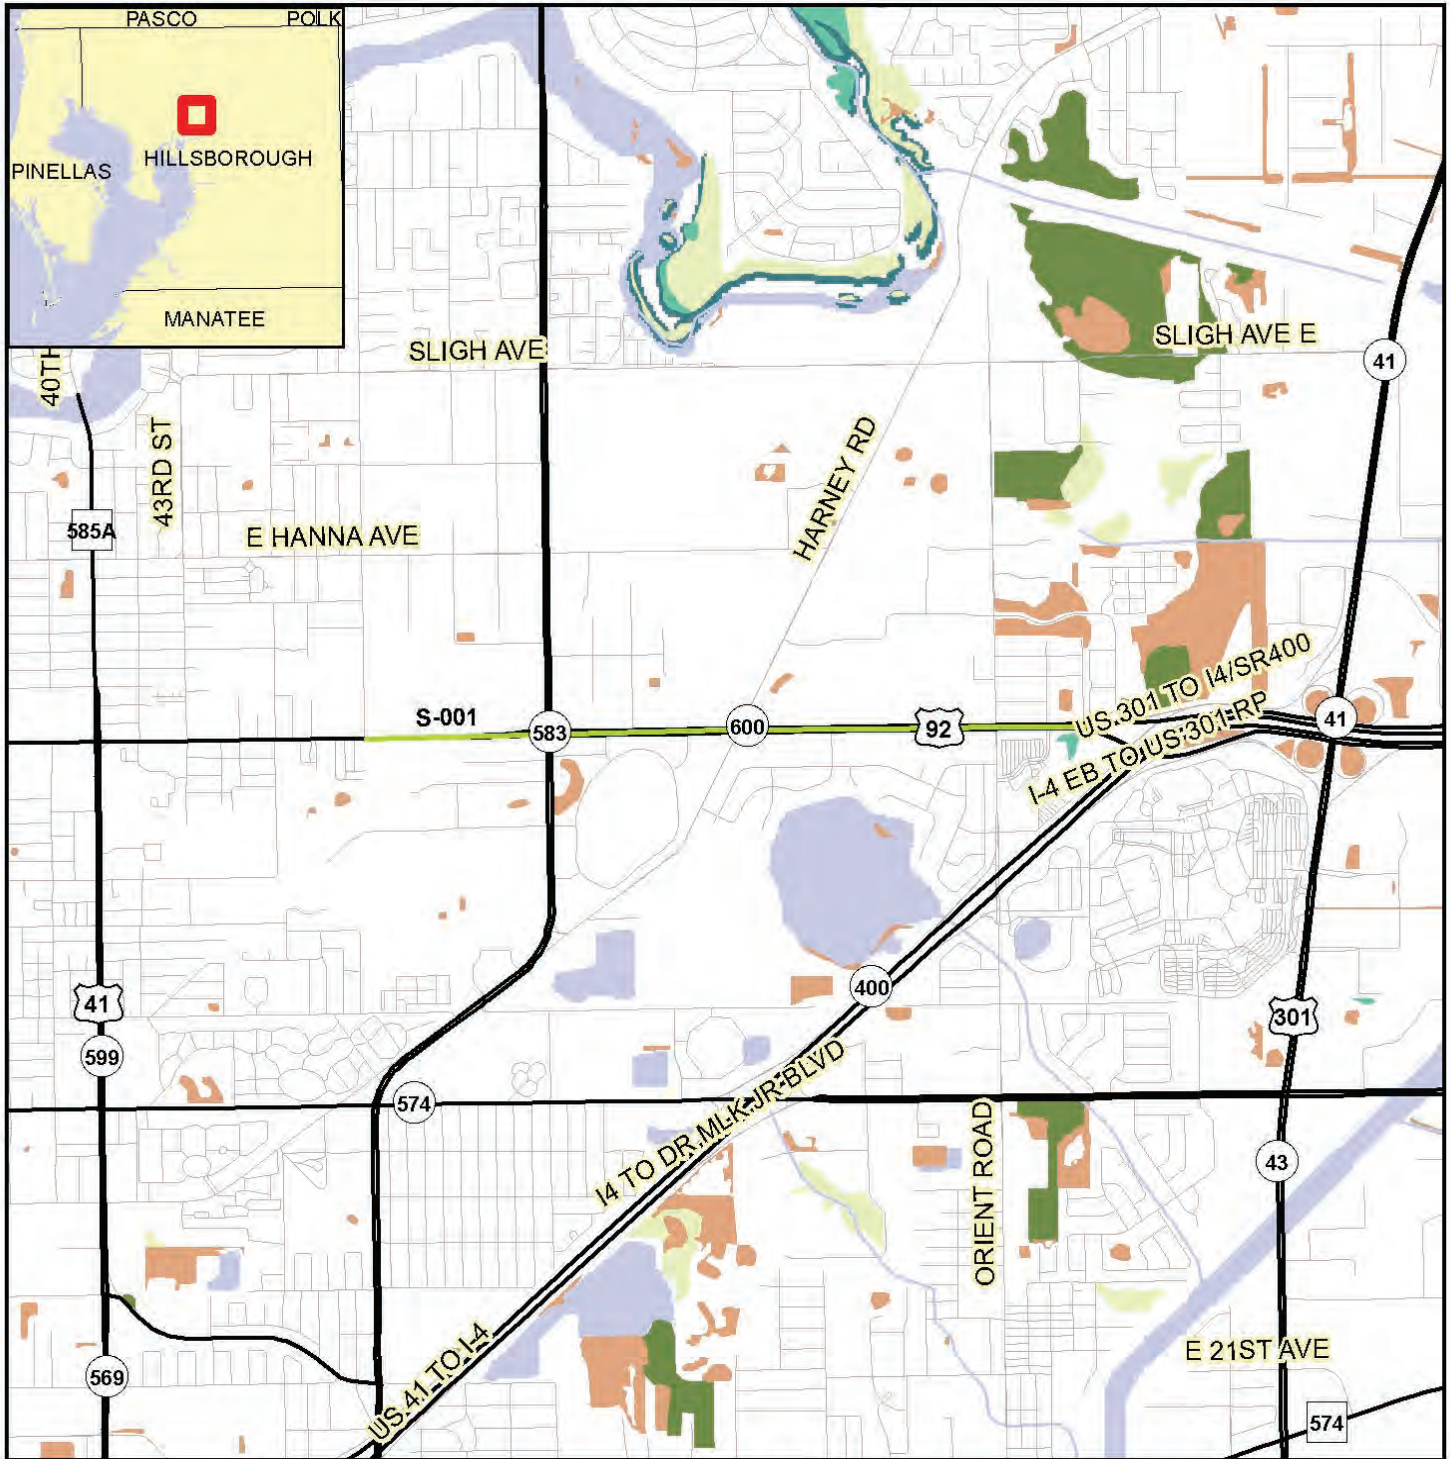 PASCO
POLK
PINELLAS
HILLSBOROUGH
MANATEE
SLIGH AVE
SLIGH AVE E
40TH
41
43RD ST
HARNEY RD
585A
E HANNA AVE
US 301 TO I4/SR400
S-001
583
600
92
41
I-4 EB TO US 301 RP
400
41
301
599
I4 TO DR MLK JR BLVD
574
ORIENT ROAD
43
US 41 TO I-4
E 21ST AVE
569
574